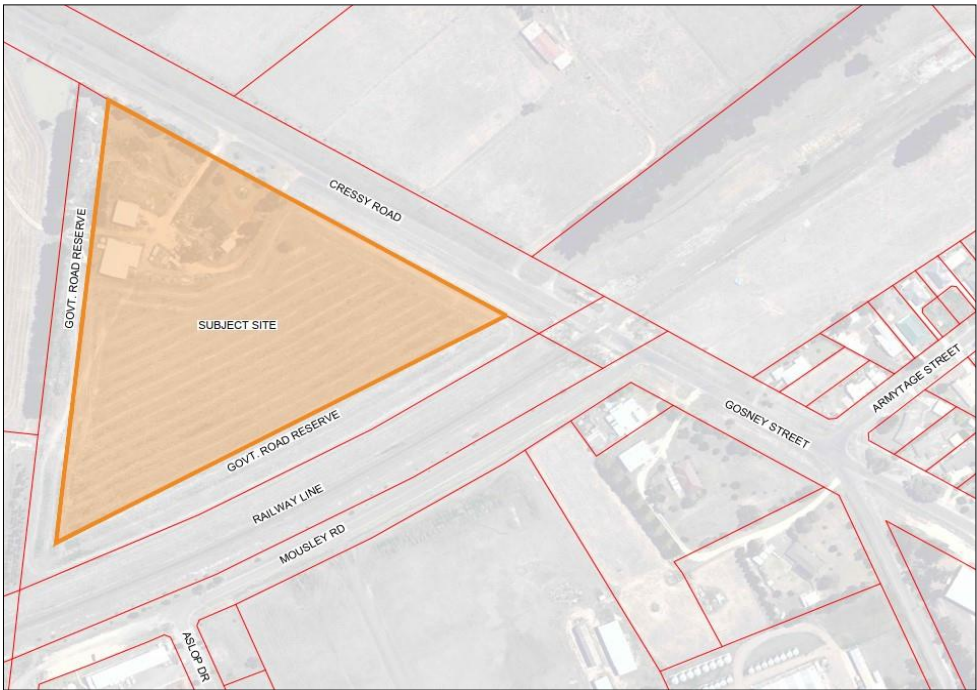 CRESSY ROAD
GOVT. ROAD RESERVE
SUBJECT SITE
GOVT. ROAD RESERVE
RAILWAY LINE
MOUSLEY RD
ASLOP DR
GOSNEY STREET
ARMYTAGE STREET